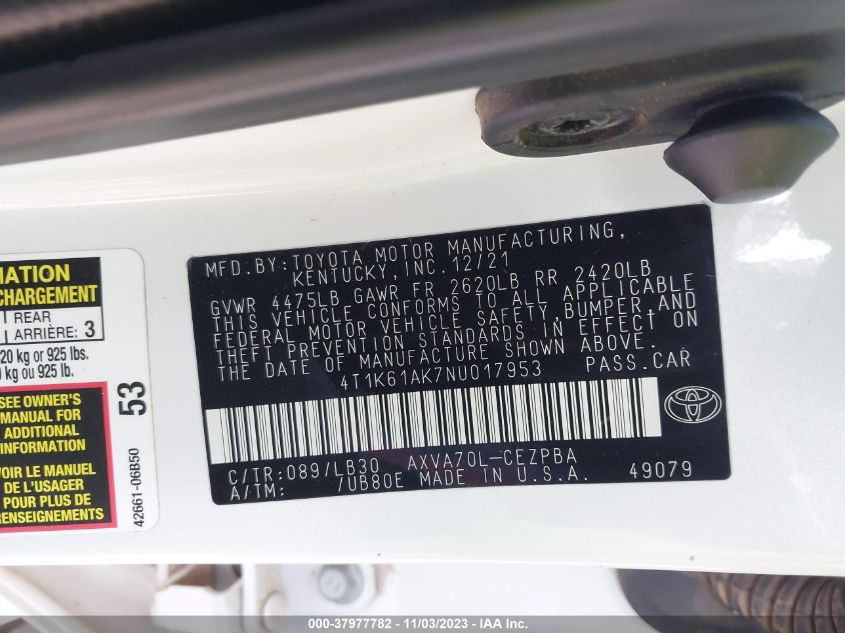 MFD.BY:TOYOTA MOTOR MANUFACTURING,
KENTUCKY,INC.12/21
GVWR 4475LB GAWR FR 2620LB RR 2420LB
THIS VEHICLE CONFORMS TO ALL APPLICABLE
FEDERAL MOTOR VEHICLE SAFETY,BUMPER,AND
THEFT PREVENTION STANDARDS IN EFFECT ON
THE DATE OF MANUFACTURE SHOWN ABOVE.
4T1K61AK7NU017953 PASS.CAR
C/TR:089/LB30 AXVA70L-CEZPBA
A/TM: /UB80E MADE IN U.S.A. 49079
MATION
CHARGEMENT
REAR
ARRIÈRE: 3
20 kg or 925 lbs.
kg ou 925 lb.
SEE OWNER'S
MANUAL FOR
ADDITIONAL
INFORMATION
VOIR LE MANUEL
DE L'USAGER
POUR PLUS DE
RENSEIGNEMENTS
53
42661-06B50
000-37977782 - 11/03/2023 - IAA Inc.